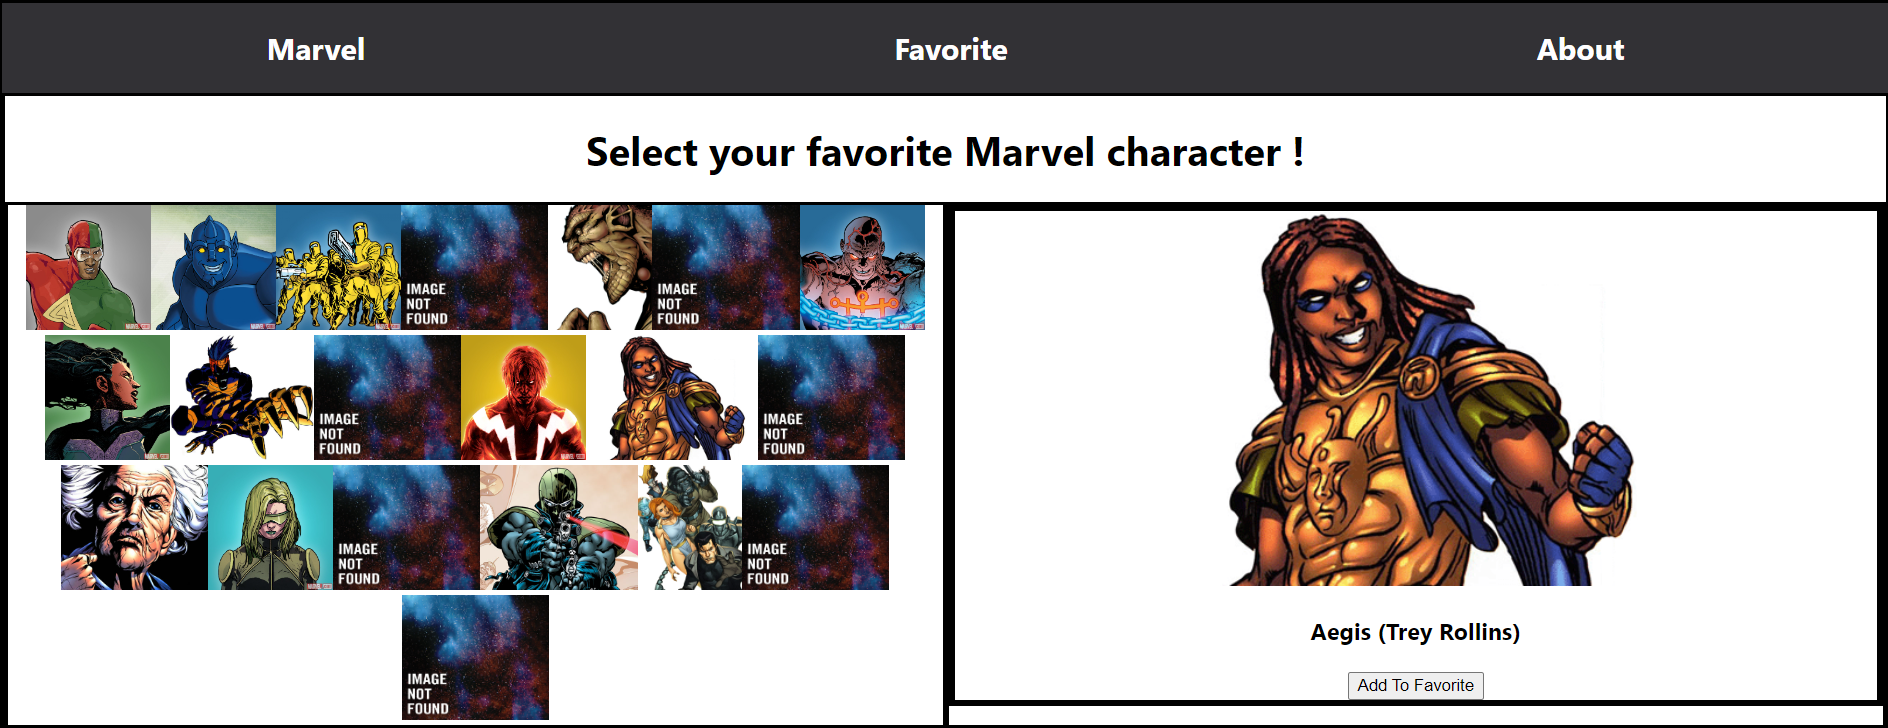 Marvel
Favorite
About
Select your favorite Marvel character !
IMAGE
NOT
FOUND
IMAGE
NOT
FOUND
IMAGE
NOT
FOUND
IMAGE
NOT
FOUND
IMAGE
NOT
FOUND
IMAGE
NOT
FOUND
IMAGE
NOT
FOUND
Aegis (Trey Rollins)
Add To Favorite